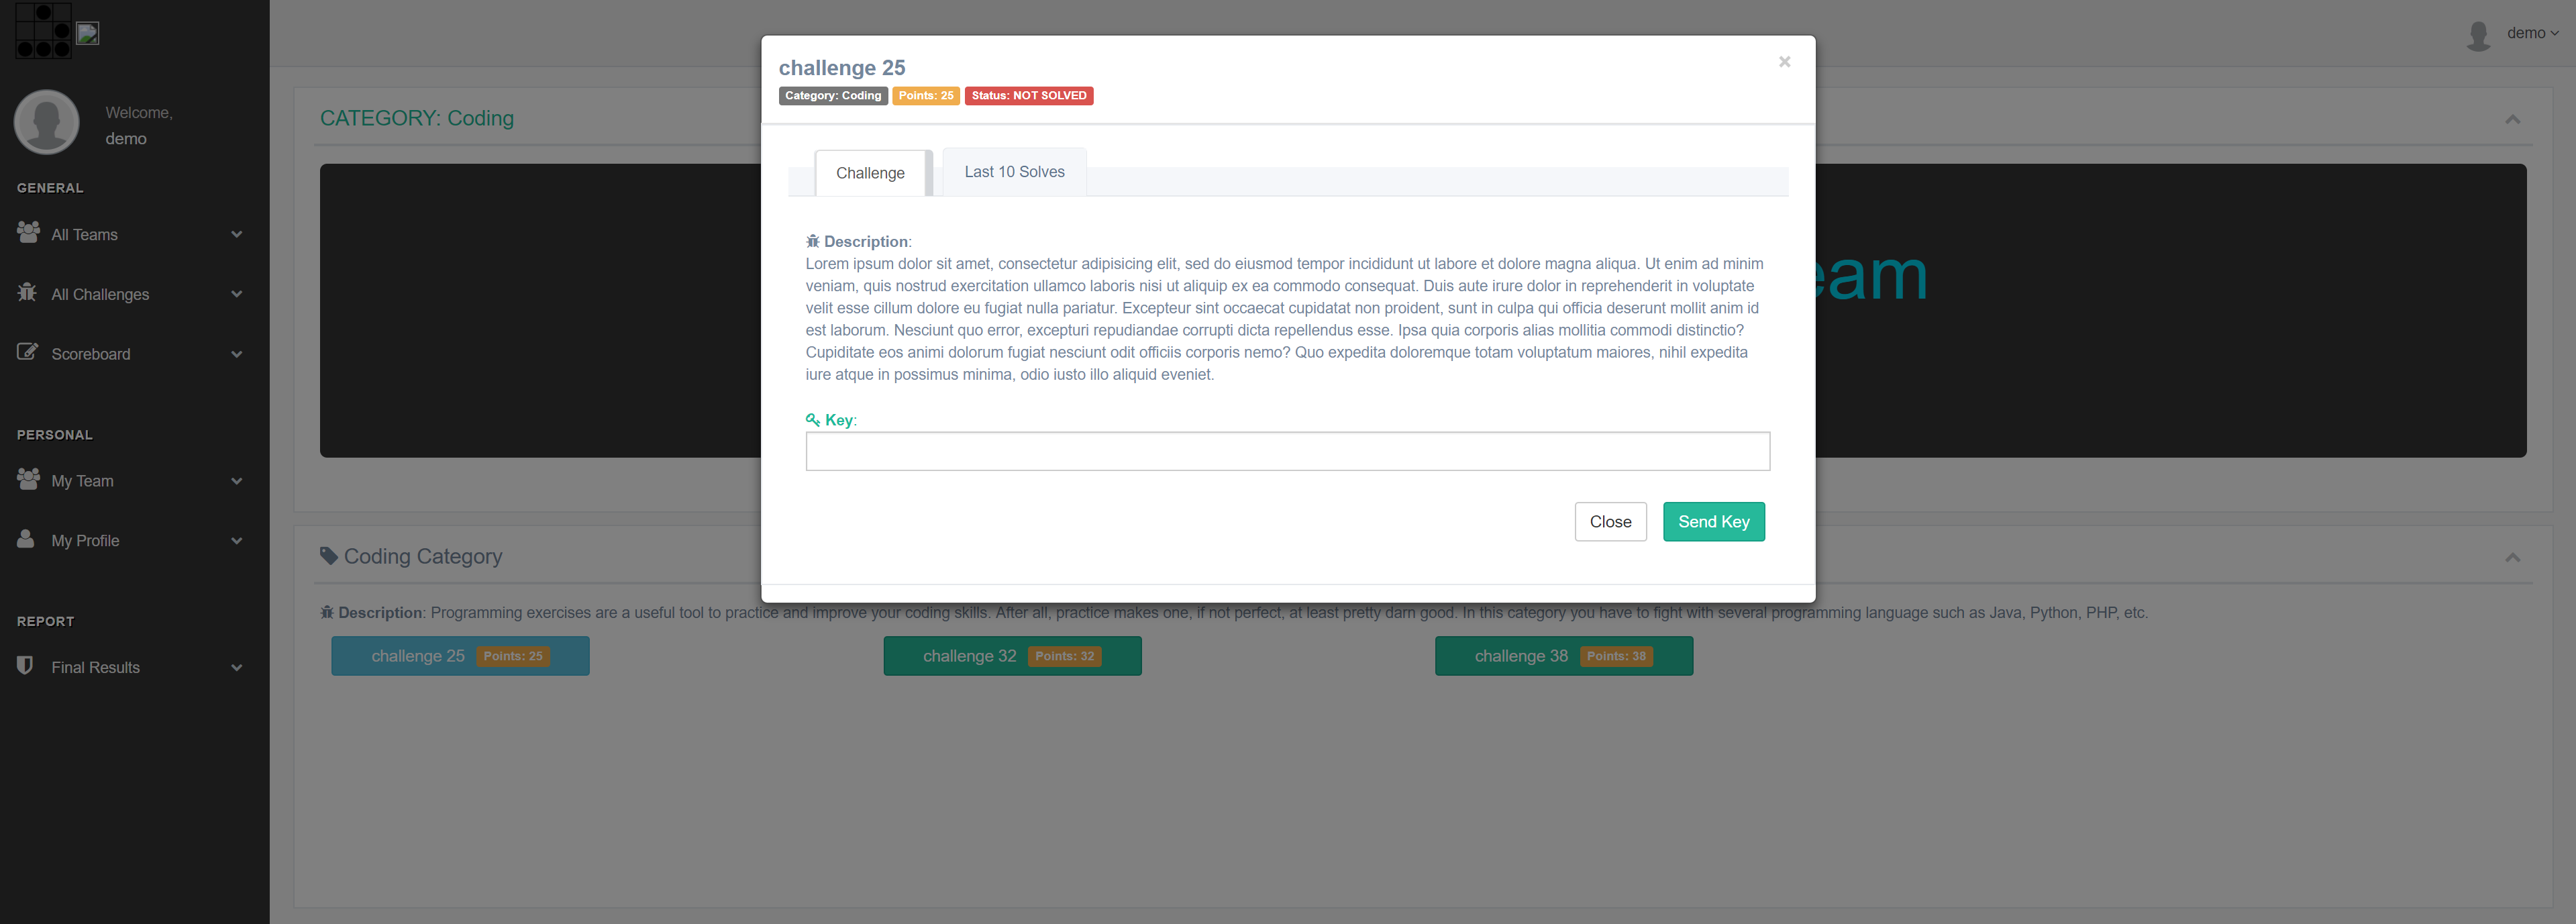 demo
Welcome,
demo
GENERAL
All Teams
All Challenges
Scoreboard
PERSONAL
My Team
My Profile
REPORT
Final Results
CATEGORY: Coding
challenge 25
Category: Coding Points: 25 Status: NOT SOLVED
Challenge Last 10 Solves
Description:
Lorem ipsum dolor sit amet, consectetur adipisicing elit, sed do eiusmod tempor incididunt ut labore et dolore magna aliqua. Ut enim ad minim
veniam, quis nostrud exercitation ullamco laboris nisi ut aliquip ex ea commodo consequat. Duis aute irure dolor in reprehenderit in voluptate
velit esse cillum dolore eu fugiat nulla pariatur. Excepteur sint occaecat cupidatat non proident, sunt in culpa qui officia deserunt mollit anim id
est laborum. Nesciunt quo error, excepturi repudiandae corrupti dicta repellendus esse. Ipsa quia corporis alias mollitia commodi distinctio?
Cupiditate eos animi dolorum fugiat nesciunt odit officiis corporis nemo? Quo expedita doloremque totam voluptatum maiores, nihil expedita
iure atque in possimus minima, odio iusto illo aliquid eveniet.
Key:
Close Send Key
Coding Category
Description: Programming exercises are a useful tool to practice and improve your coding skills. After all, practice makes one, if not perfect, at least pretty darn good. In this category you have to fight with several programming language such as Java, Python, PHP, etc.
challenge 25 Points: 25
challenge 32 Points: 32
challenge 38 Points: 38